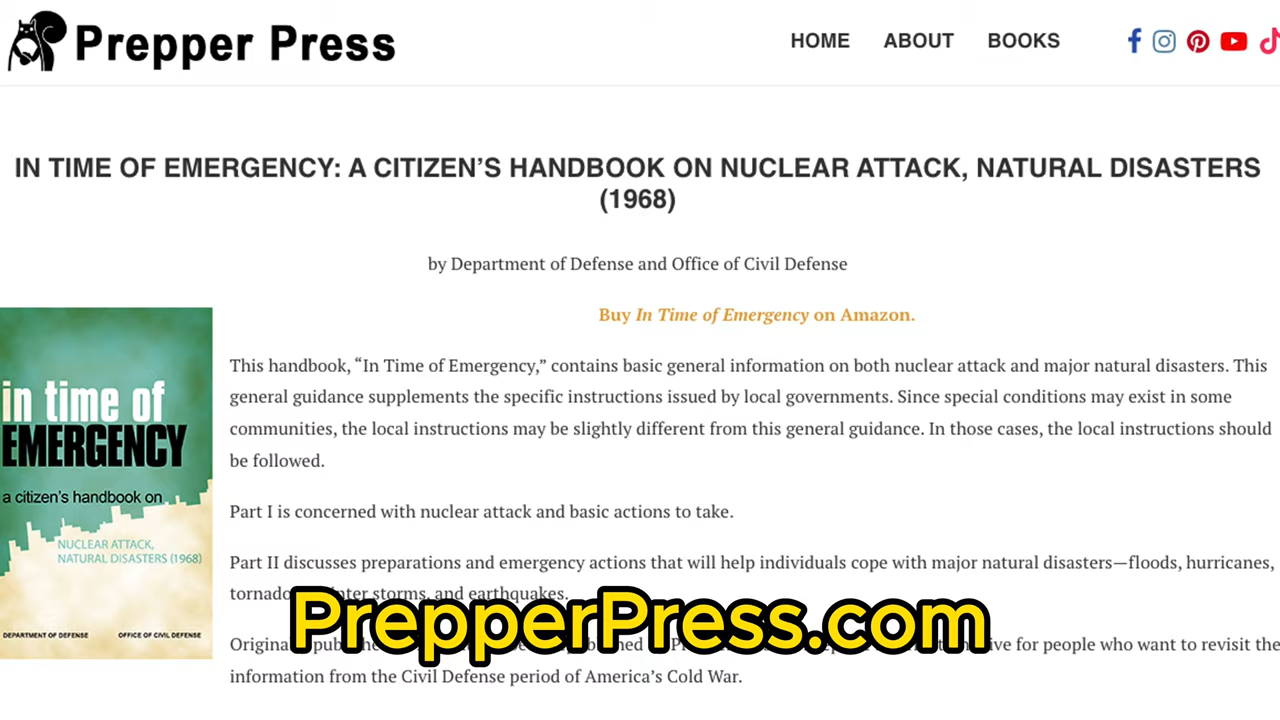 Prepper Press
HOME ABOUT BOOKS
IN TIME OF EMERGENCY: A CITIZEN’S HANDBOOK ON NUCLEAR ATTACK, NATURAL DISASTERS
(1968)
by Department of Defense and Office of Civil Defense
Buy In Time of Emergency on Amazon.
in time of
EMERGENCY
a citizen’s handbook on
NUCLEAR ATTACK,
NATURAL DISASTERS (1968)
DEPARTMENT OF DEFENSE OFFICE OF CIVIL DEFENSE
This handbook, “In Time of Emergency,” contains basic general information on both nuclear attack and major natural disasters. This
general guidance supplements the specific instructions issued by local governments. Since special conditions may exist in some
communities, the local instructions may be slightly different from this general guidance. In those cases, the local instructions should
be followed.
Part I is concerned with nuclear attack and basic actions to take.
Part II discusses preparations and emergency actions that will help individuals cope with major natural disasters—floods, hurricanes,
storms, and earthquakes.
PrepperPress.com
for people who want to revisit the
information from the Civil Defense period of America’s Cold War.